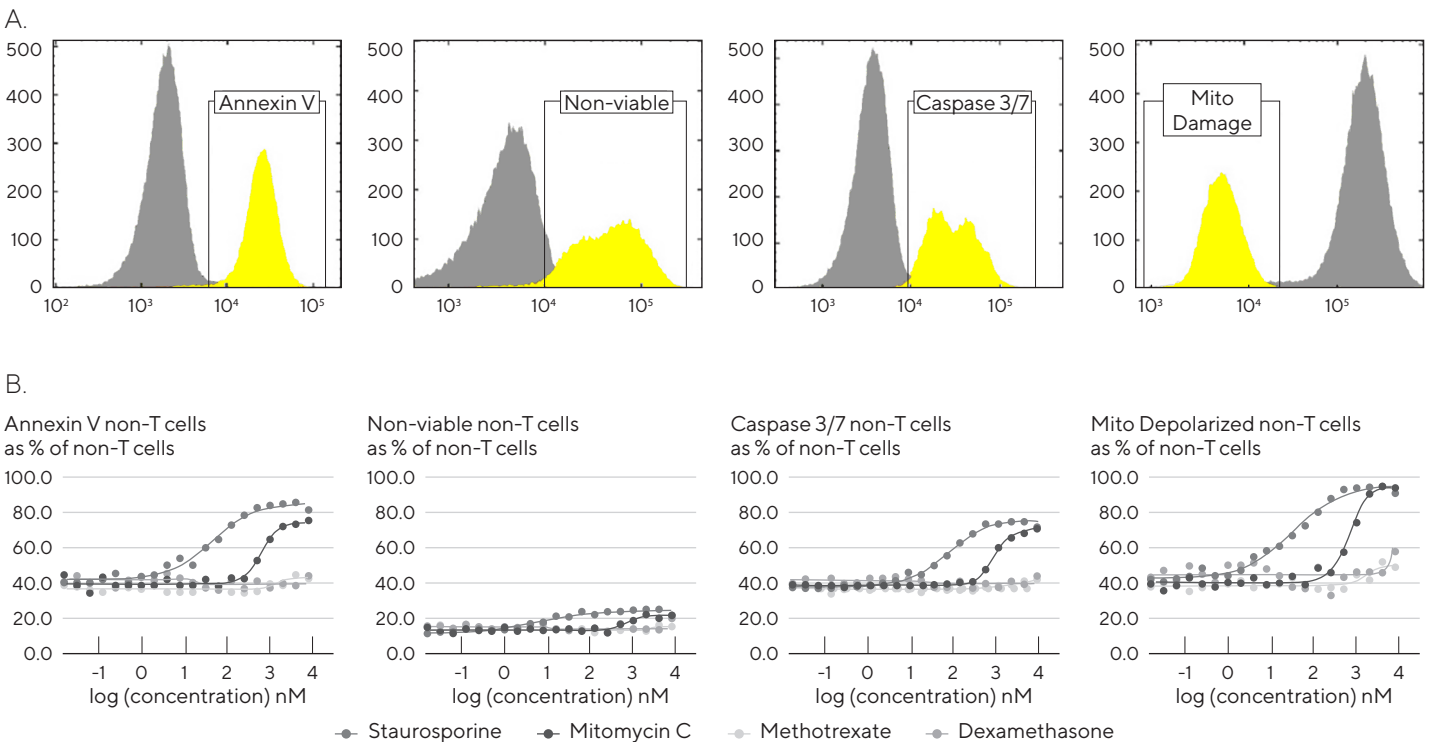 A.
500
400
300
200
100
0
Annexin V
10² 10³ 10⁴ 10⁵
500
400
300
200
100
0
Non-viable
10³ 10⁴ 10⁵
500
400
300
200
100
0
Caspase 3/7
10³ 10⁴ 10⁵
500
400
300
200
100
0
Mito
Damage
10³ 10⁴ 10⁵
B.
Annexin V non-T cells
as % of non-T cells
100.0
80.0
60.0
40.0
20.0
0.0
-1 0 1 2 3 4
log (concentration) nM
Non-viable non-T cells
as % of non-T cells
100.0
80.0
60.0
40.0
20.0
0.0
-1 0 1 2 3 4
log (concentration) nM
Caspase 3/7 non-T cells
as % of non-T cells
100.0
80.0
60.0
40.0
20.0
0.0
-1 0 1 2 3 4
log (concentration) nM
Mito Depolarized non-T cells
as % of non-T cells
100.0
80.0
60.0
40.0
20.0
0.0
-1 0 1 2 3 4
log (concentration) nM
Staurosporine Mitomycin C Methotrexate Dexamethasone